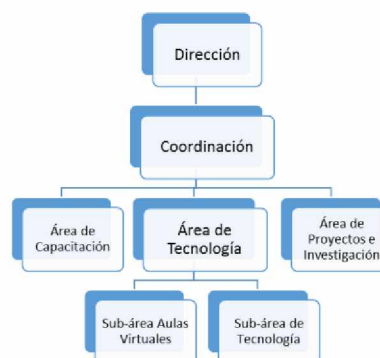 Dirección
Coordinación
Área de
Capacitación
Área de
Tecnología
Área de
Proyectos e
Investigación
Sub-área Aulas
Virtuales
Sub-área de
Tecnología